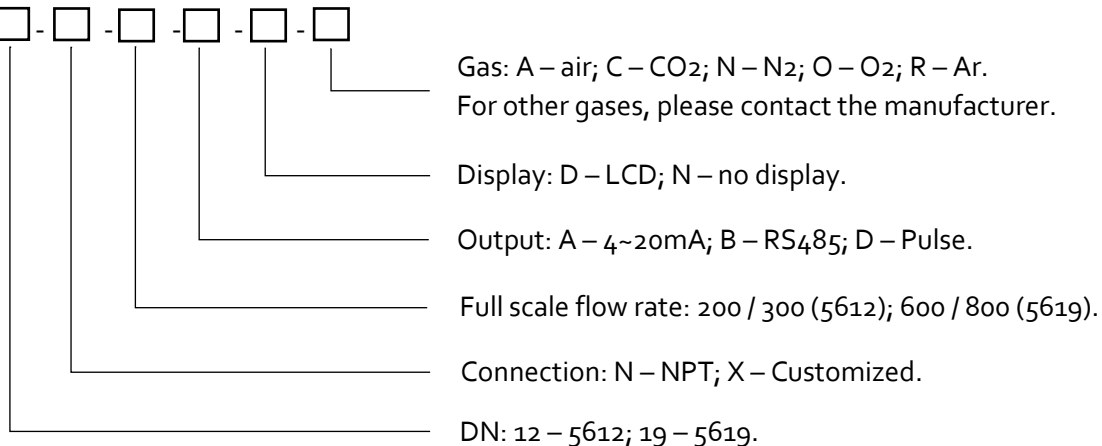 - - - - -
Gas: A – air; C – CO2; N – N2; O – O2; R – Ar.
For other gases, please contact the manufacturer.
Display: D – LCD; N – no display.
Output: A – 4~20mA; B – RS485; D – Pulse.
Full scale flow rate: 200 / 300 (5612); 600 / 800 (5619).
Connection: N – NPT; X – Customized.
DN: 12 – 5612; 19 – 5619.